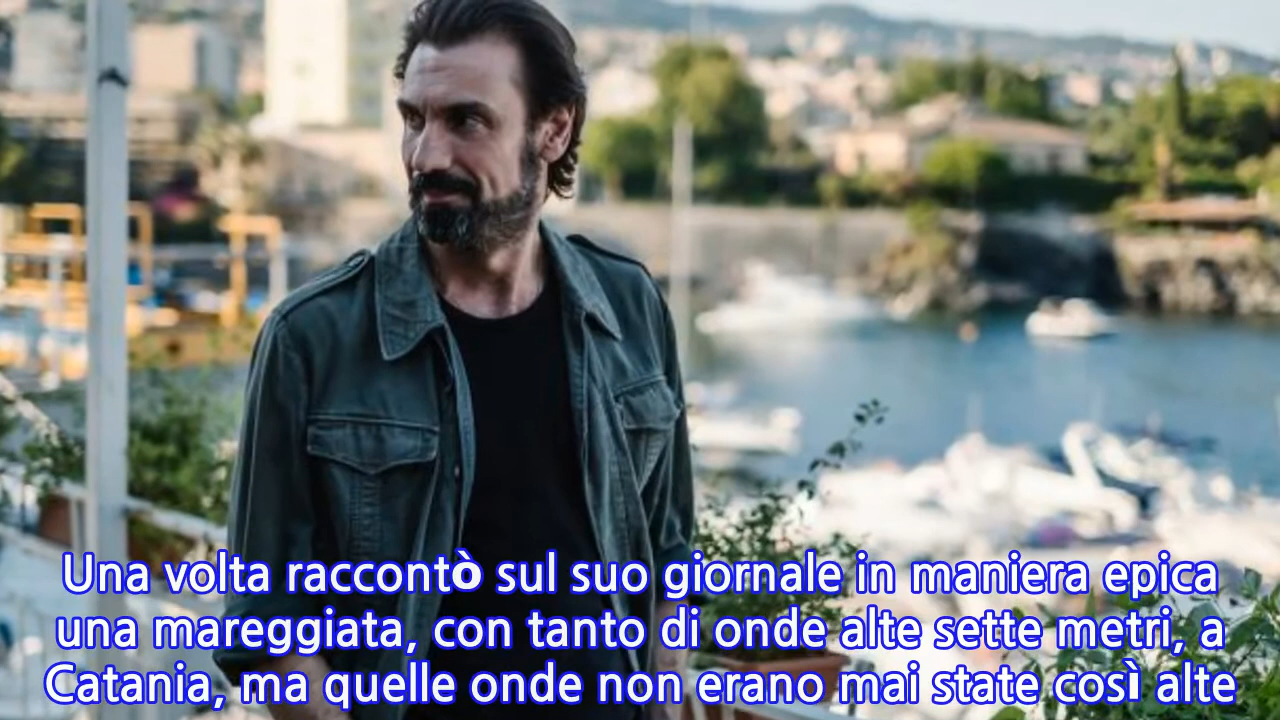 Una volta raccontò sul suo giornale in maniera epica
una mareggiata, con tanto di onde alte sette metri, a
Catania, ma quelle onde non erano mai state così alte